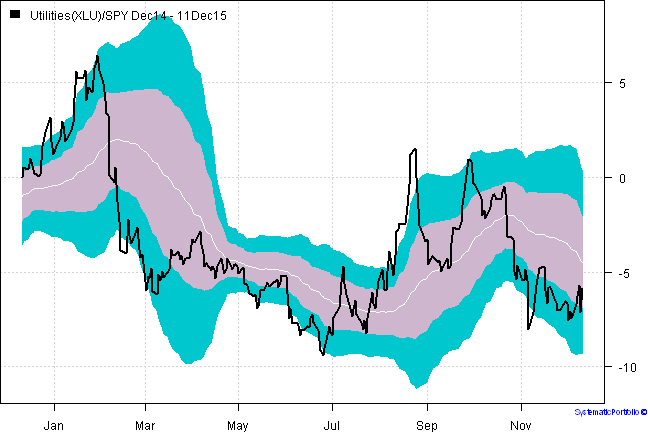 Utilities(XLU)/SPY Dec14 - 11Dec15
5
0
-5
-10
Jan Mar May Jul Sep Nov
SystematicPortfolio ©